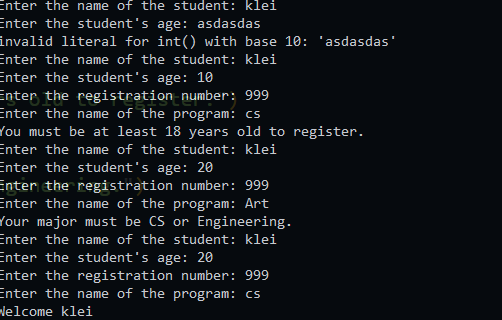 Enter the name of the student: klei
Enter the student's age: asdasdas
invalid literal for int() with base 10: 'asdasdas'
Enter the name of the student: klei
Enter the student's age: 10
Enter the registration number: 999
Enter the name of the program: cs
You must be at least 18 years old to register.
Enter the name of the student: klei
Enter the student's age: 20
Enter the registration number: 999
Enter the name of the program: Art
Your major must be CS or Engineering.
Enter the name of the student: klei
Enter the student's age: 20
Enter the registration number: 999
Enter the name of the program: cs
Welcome klei